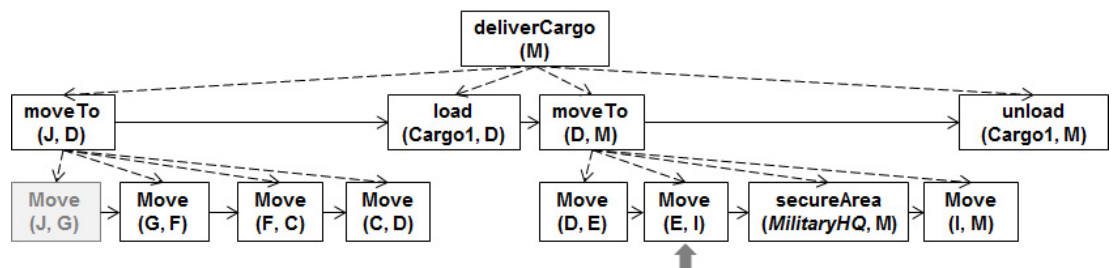 deliverCargo
(M)
moveTo
(J, D)
load
(Cargo1, D)
moveTo
(D, M)
unload
(Cargo1, M)
Move
(J, G)
Move
(G, F)
Move
(F, C)
Move
(C, D)
Move
(D, E)
Move
(E, I)
secureArea
(MilitaryHQ, M)
Move
(I, M)